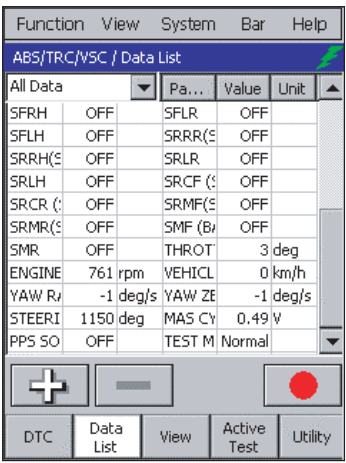 Function View System Bar Help
ABS/TRC/VSC / Data List
All Data Pa... Value Unit
SFRH OFF SFLR OFF
SFLH OFF SRRR(S OFF
SRRH(S OFF SRLR OFF
SRLH OFF SRCF (S OFF
SRCR (S OFF SRMF(S OFF
SRMR(S OFF SMF (BA OFF
SMR OFF THROT 3 deg
ENGINE 761 rpm VEHICL 0 km/h
YAW RA -1 deg/s YAW ZE -1 deg/s
STEERI 1150 deg MAS CY 0.49 V
PPS SO OFF TEST M Normal
DTC Data List View Active Test Utility